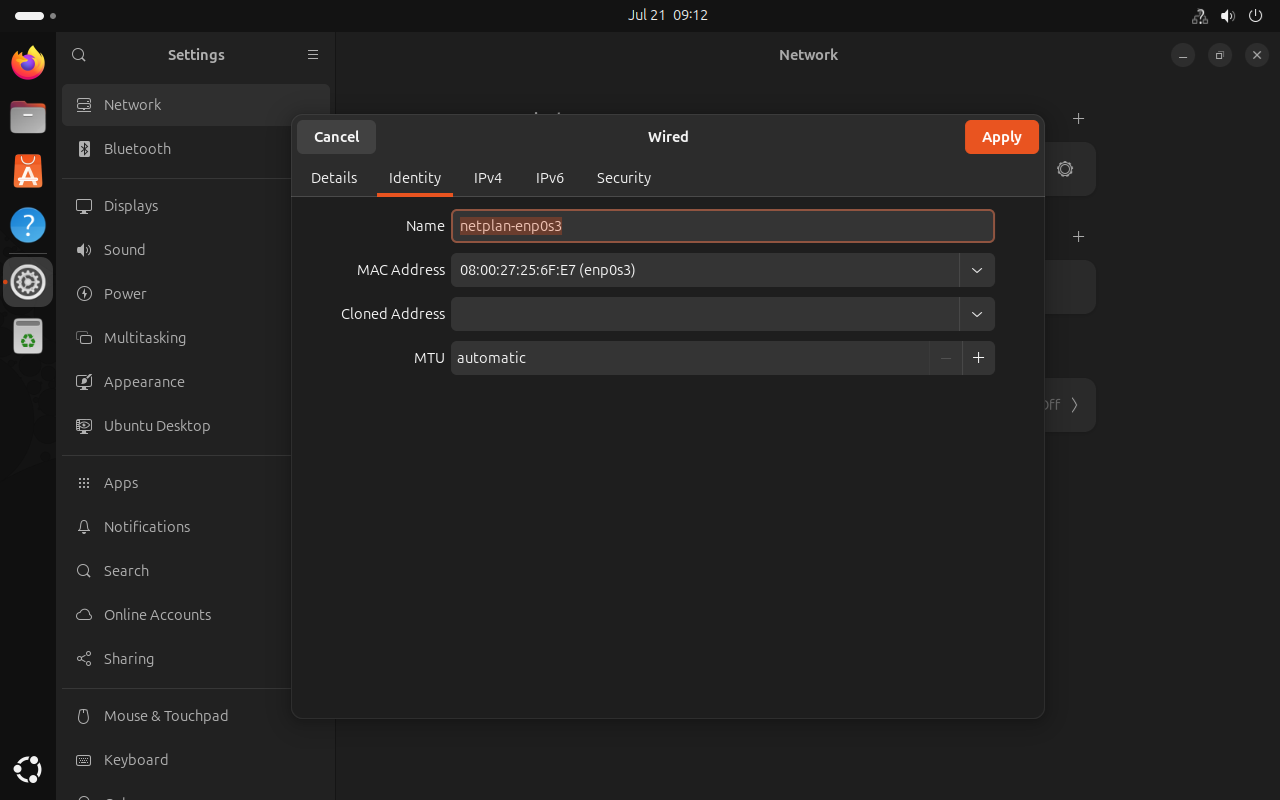 Jul 21 09:12
Settings
Network
Network
Bluetooth
Displays
Sound
Power
Multitasking
Appearance
Ubuntu Desktop
Apps
Notifications
Search
Online Accounts
Sharing
Mouse & Touchpad
Keyboard
Cancel
Wired
Apply
Details
Identity
IPv4
IPv6
Security
Name
netplan-enp0s3
MAC Address
08:00:27:25:6F:E7 (enp0s3)
Cloned Address
MTU
automatic
Off